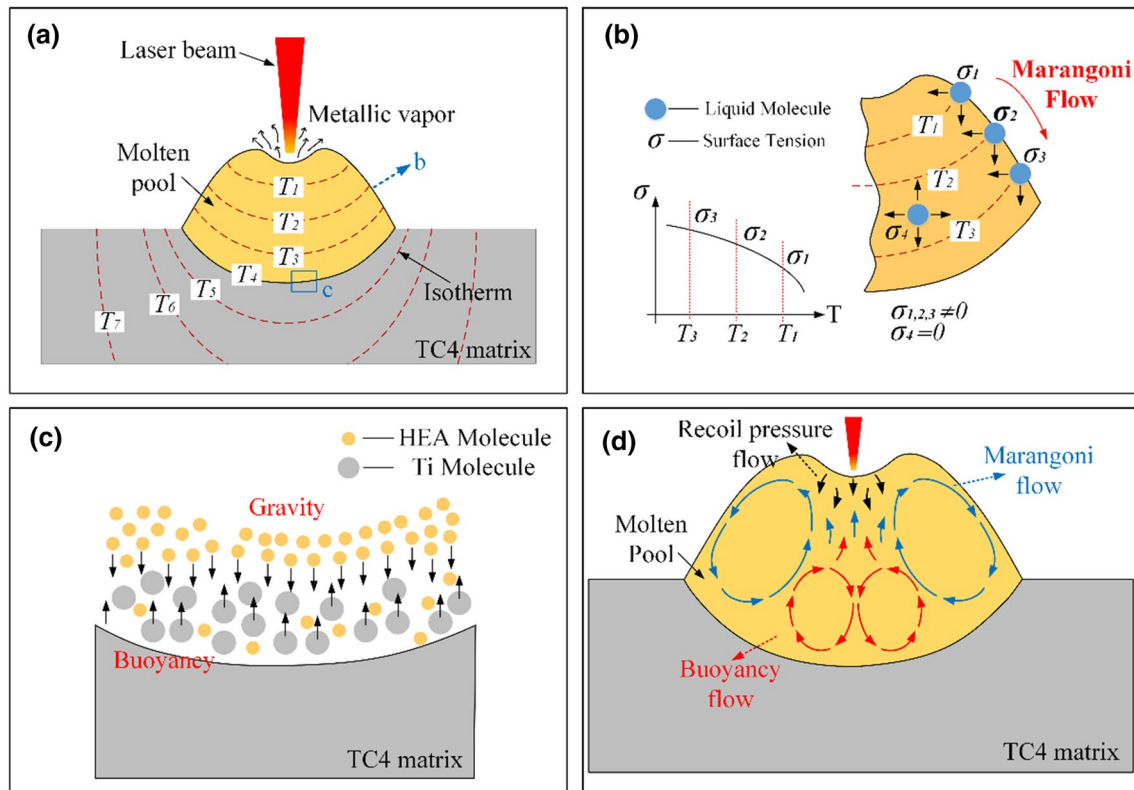 (a)
Laser beam
Metallic vapor
Molten
pool
b
T1
T2
T3
T4
c
T5
T6
T7
Isotherm
TC4 matrix
(b)
Liquid Molecule
σ Surface Tension
σ1
Marangoni
Flow
σ2
σ3
T1
T2
T3
σ4
σ
σ3
σ2
σ1
T
T3 T2 T1
σ1,2,3≠0
σ4=0
(c)
HEA Molecule
Ti Molecule
Gravity
Buoyancy
TC4 matrix
(d)
Recoil pressure
flow
Marangoni
flow
Molten
Pool
Buoyancy
flow
TC4 matrix